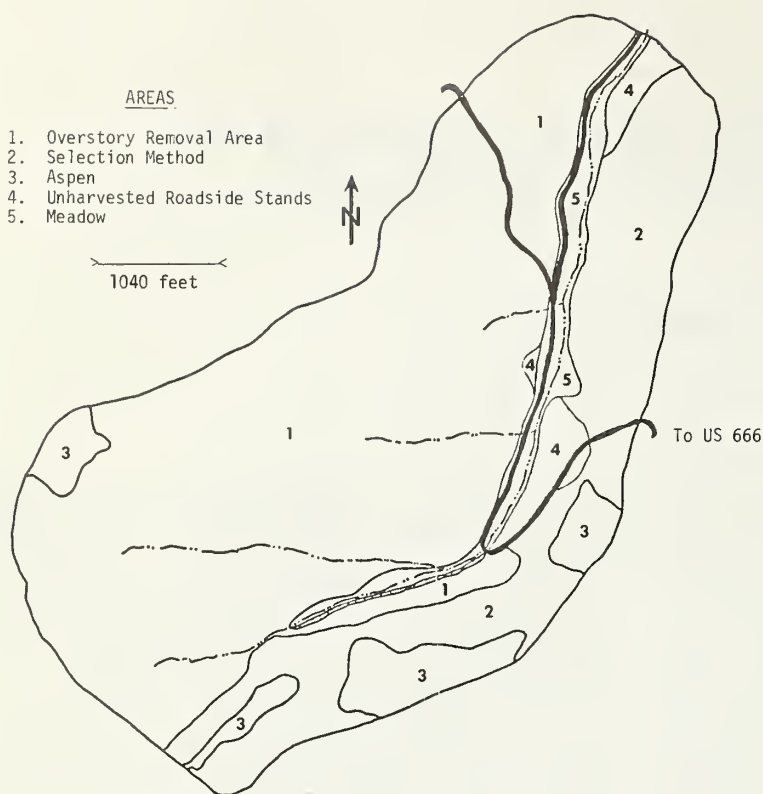 AREAS
1. Overstory Removal Area
2. Selection Method
3. Aspen
4. Unharvested Roadside Stands
5. Meadow
N
1040 feet
1
4
5
2
4
5
1
3
4
To US 666
3
1
2
3
3